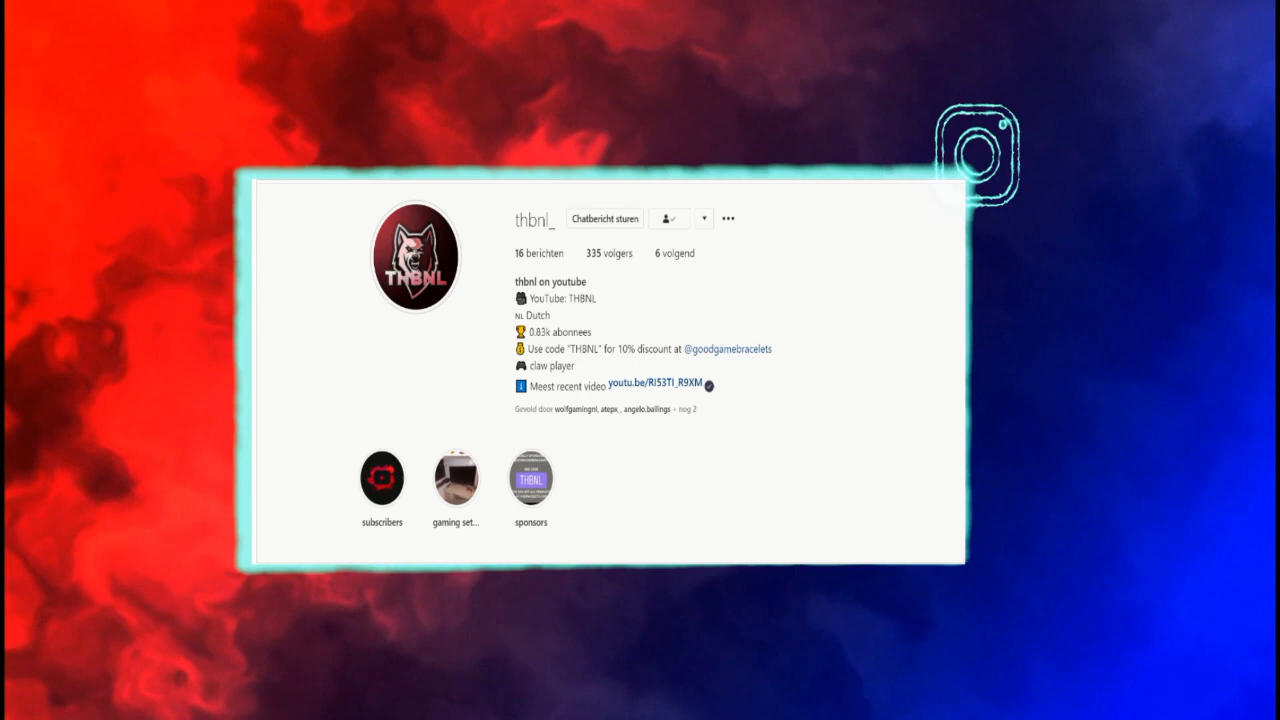 thbnl_ Chatbericht sturen
16 berichten 335 volgers 6 volgend
THBNL
thbnl on youtube
YouTube: THBNL
NL Dutch
0.83k abonnees
Use code "THBNL" for 10% discount at @goodgamebracelets
claw player
Meest recent video youtu.be/RI53TI_R9XM
Gevold door wolfgamingnl, atepx_, angelo.ballings + nog 2
THBNL
subscribers gaming set... sponsors